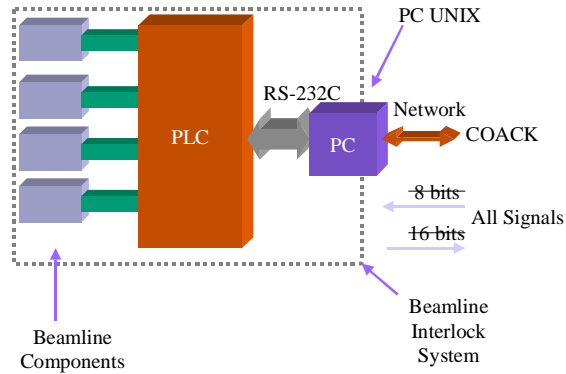 PC UNIX
RS-232C
Network
PLC
PC
COACK
8 bits
All Signals
16 bits
Beamline
Components
Beamline
Interlock
System